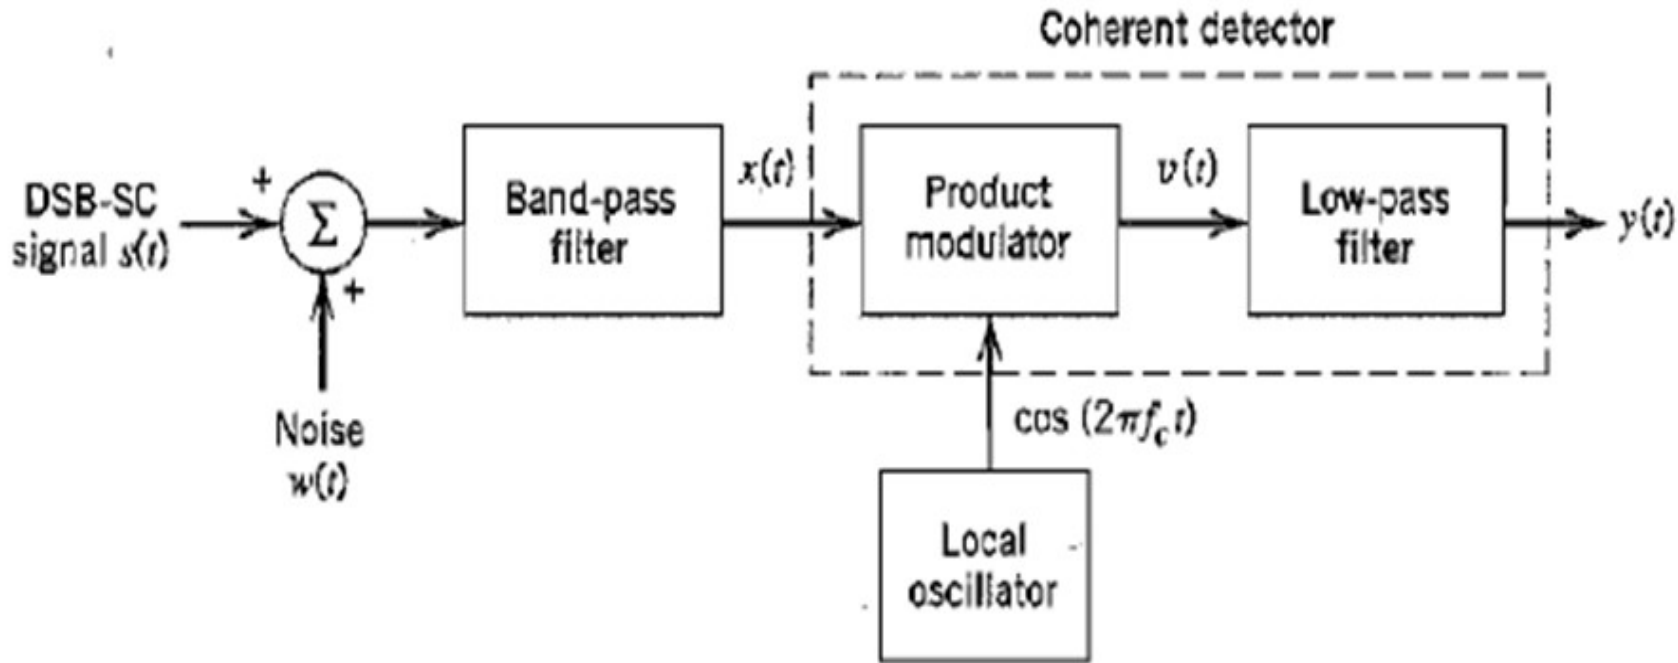 Coherent detector
DSB-SC
signal s(t)
+
Σ
+
Noise
w(t)
Band-pass
filter
x(t)
Product
modulator
v(t)
Low-pass
filter
y(t)
cos (2πf_c t)
Local
oscillator